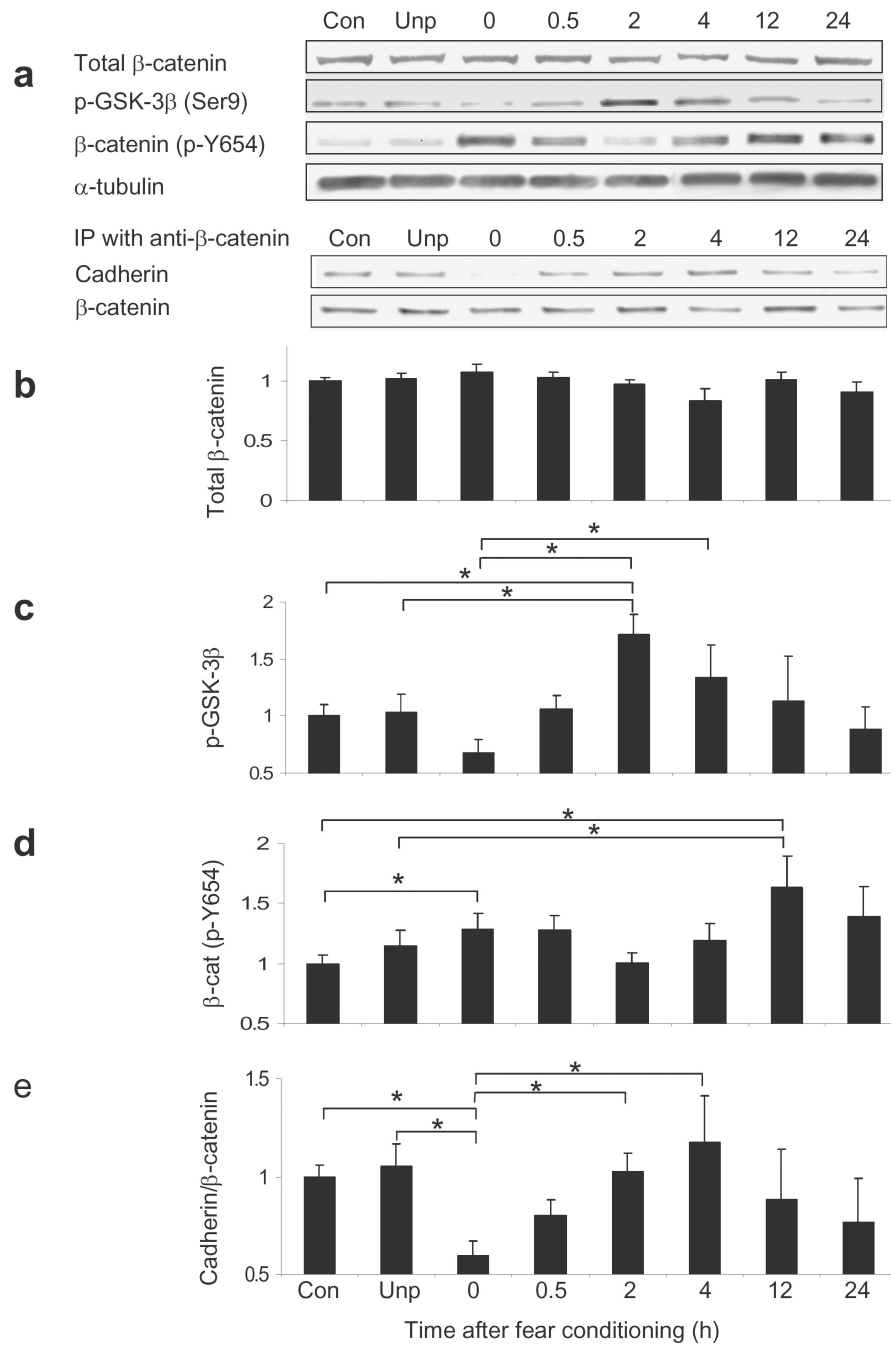 Con Unp 0 0.5 2 4 12 24
a
Total β-catenin
p-GSK-3β (Ser9)
β-catenin (p-Y654)
α-tubulin
IP with anti-β-catenin Con Unp 0 0.5 2 4 12 24
Cadherin
β-catenin
b
Total β-catenin
1
0.5
0
c
p-GSK-3β
* * * *
2
1.5
1
0.5
d
β-cat (p-Y654)
* * *
2
1.5
1
0.5
e
Cadherin/β-catenin
* * * *
1.5
1
0.5
Con Unp 0 0.5 2 4 12 24
Time after fear conditioning (h)